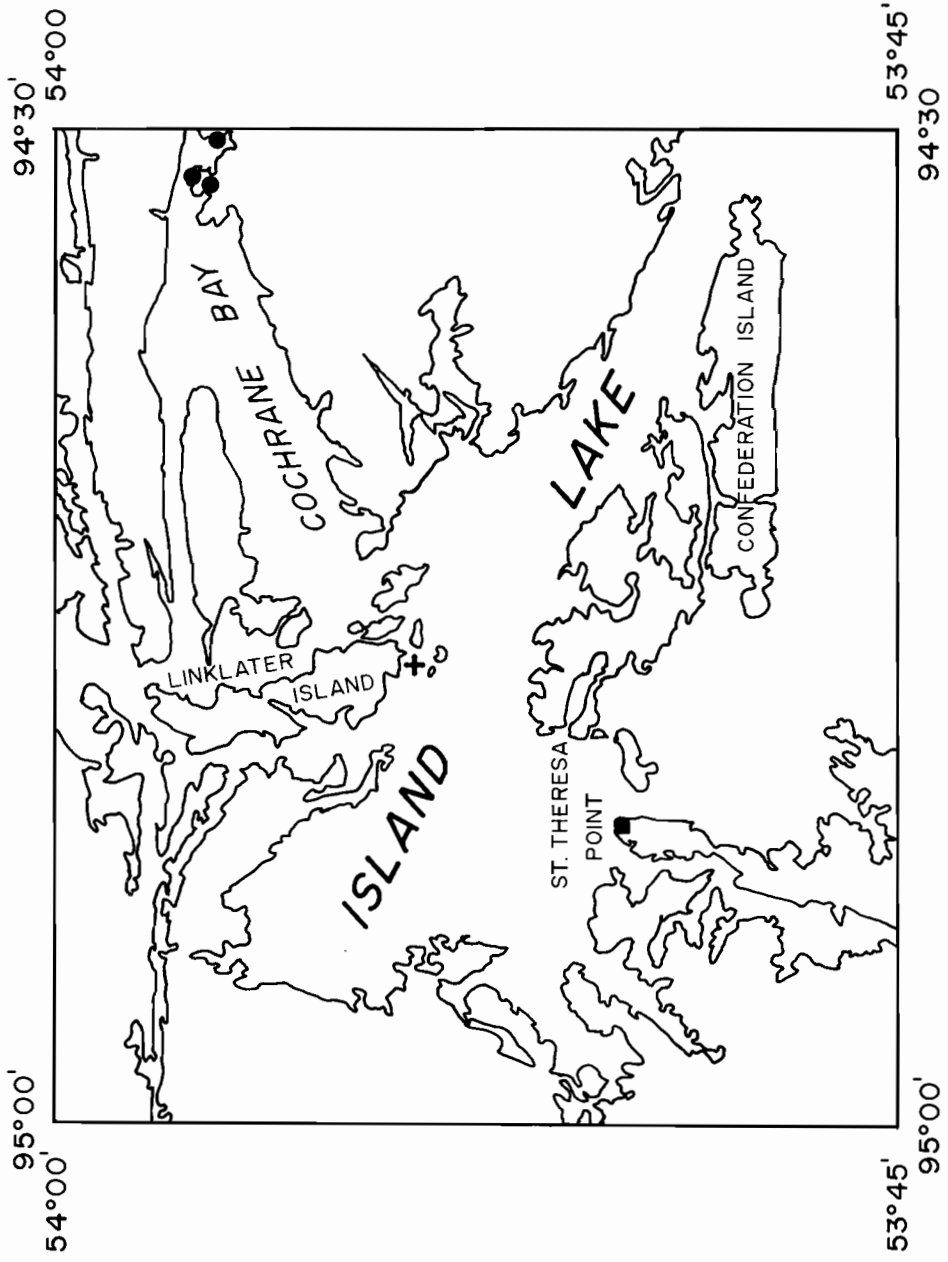 95°00'
94°30'
54°00'
54°00
COCHRANE BAY
LINKLATER
ISLAND
ISLAND LAKE
ST. THERESA
POINT
CONFEDERATION ISLAND
53°45'
53°45'
95°00'
94°30